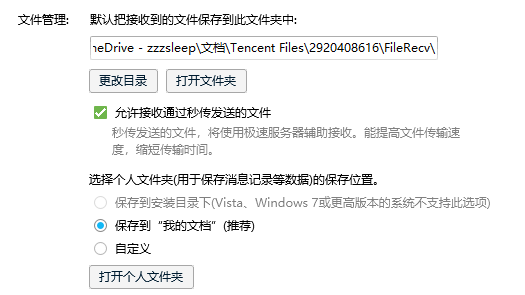 文件管理: 默认把接收到的文件保存到此文件夹中:
neDrive - zzzsleep\文档\Tencent Files\2920408616\FileRecv\
更改目录 打开文件夹
允许接收通过秒传发送的文件
秒传发送的文件，将使用极速服务器辅助接收。能提高文件传输速
度，缩短传输时间。
选择个人文件夹(用于保存消息记录等数据)的保存位置。
保存到安装目录下(Vista、Windows 7或更高版本的系统不支持此选项)
保存到“我的文档”(推荐)
自定义
打开个人文件夹